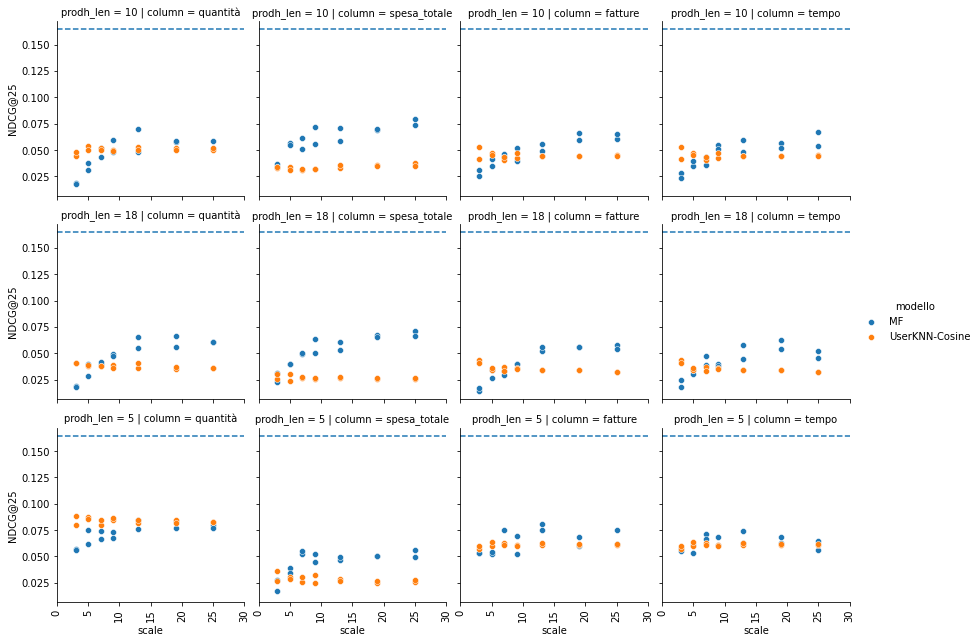 prodh_len = 10 | column = quantità
prodh_len = 10 | column = spesa_totale
prodh_len = 10 | column = fatture
prodh_len = 10 | column = tempo
0.150
0.125
0.100
0.075
0.050
0.025
NDCG@25
prodh_len = 18 | column = quantità
prodh_len = 18 | column = spesa_totale
prodh_len = 18 | column = fatture
prodh_len = 18 | column = tempo
0.150
0.125
0.100
0.075
0.050
0.025
NDCG@25
modello
MF
UserKNN-Cosine
prodh_len = 5 | column = quantità
prodh_len = 5 | column = spesa_totale
prodh_len = 5 | column = fatture
prodh_len = 5 | column = tempo
0.150
0.125
0.100
0.075
0.050
0.025
NDCG@25
0 5 10 15 20 25 30
scale
0 5 10 15 20 25 30
scale
0 5 10 15 20 25 30
scale
0 5 10 15 20 25 30
scale